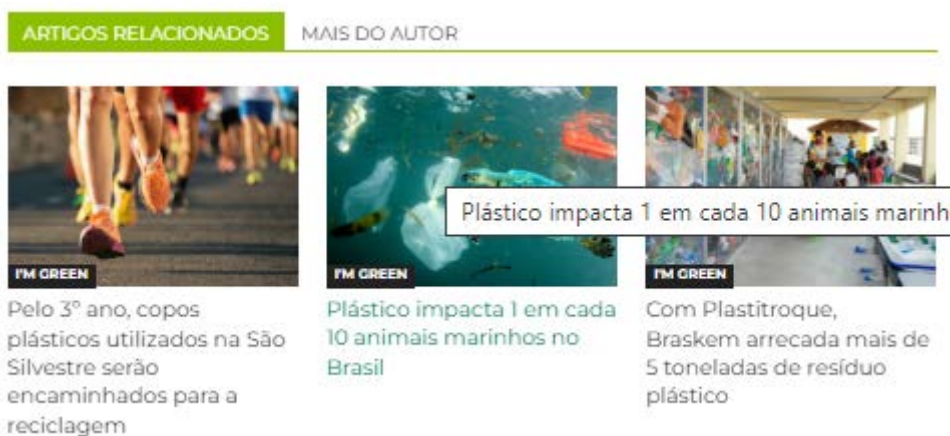 ARTIGOS RELACIONADOS MAIS DO AUTOR
Plástico impacta 1 em cada 10 animais marinh
I'M GREEN
I'M GREEN
I'M GREEN
Pelo 3º ano, copos
plásticos utilizados na São
Silvestre serão
encaminhados para a
reciclagem
Plástico impacta 1 em cada
10 animais marinhos no
Brasil
Com Plastitroque,
Braskem arrecada mais de
5 toneladas de resíduo
plástico